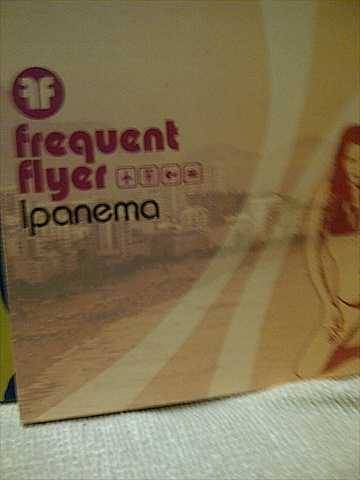 FF
frequent
flyer
Ipanema